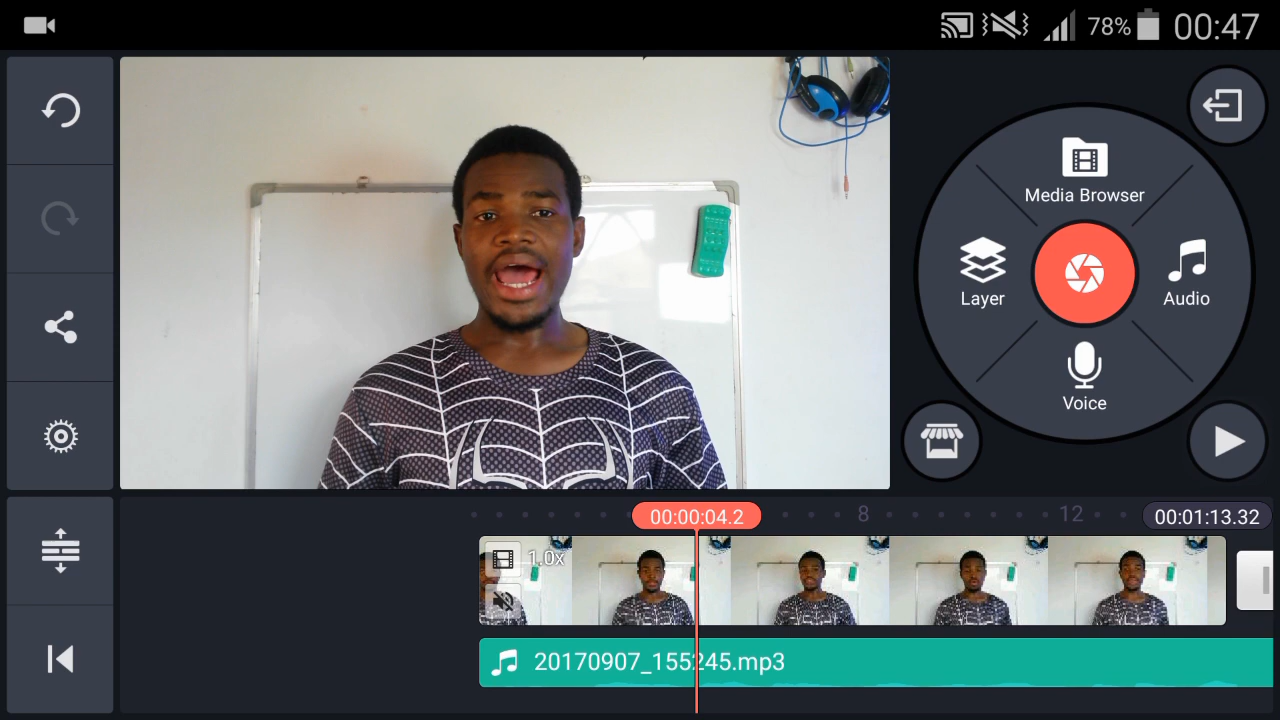 78% 00:47
Media Browser
Layer
Audio
Voice
00:00:04.2
8
12
00:01:13.32
1.0x
20170907_155245.mp3